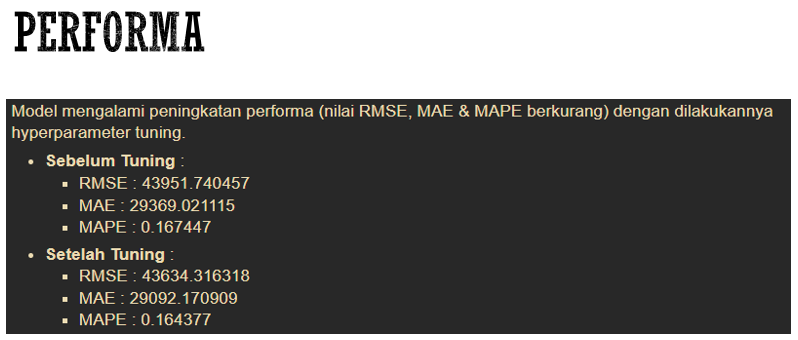 PERFORMA
Model mengalami peningkatan performa (nilai RMSE, MAE & MAPE berkurang) dengan dilakukannya
hyperparameter tuning.
• Sebelum Tuning :
▪ RMSE : 43951.740457
▪ MAE : 29369.021115
▪ MAPE : 0.167447
• Setelah Tuning :
▪ RMSE : 43634.316318
▪ MAE : 29092.170909
▪ MAPE : 0.164377